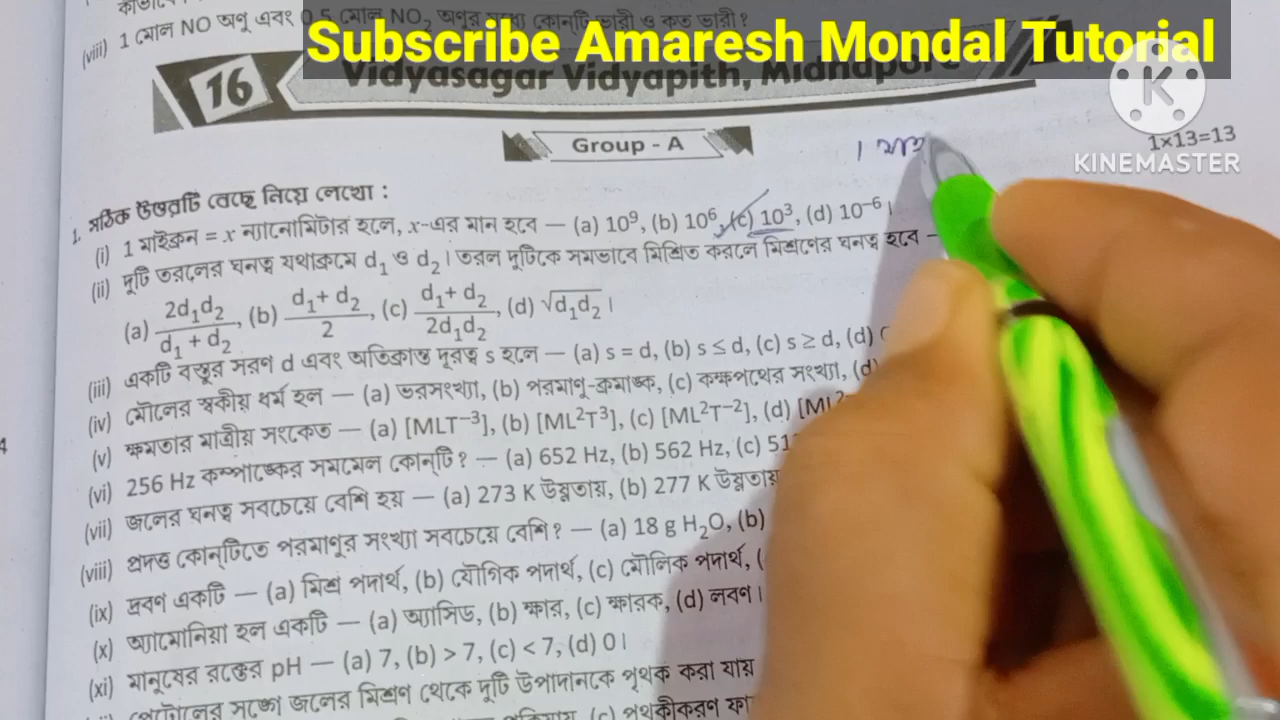 (viii) 1 মোল NO অণু এবং 0.5 মোল NO₂ অণুর মধ্যে কোনটি ভারী ও কত ভারী?
Subscribe Amaresh Mondal Tutorial
16 Vidyasagar Vidyapith, Midnapore
K
KINEMASTER
Group - A
1×13=13
1. সঠিক উত্তরটি বেছে নিয়ে লেখো :
(i) 1 মাইক্রন = x ন্যানোমিটার হলে, x-এর মান হবে — (a) 10⁹, (b) 10⁶, (c) 10³, (d) 10⁻⁶।
(ii) দুটি তরলের ঘনত্ব যথাক্রমে d₁ ও d₂। তরল দুটিকে সমভাবে মিশ্রিত করলে মিশ্রণের ঘনত্ব হবে —
(a) 2d₁d₂/d₁ + d₂, (b) d₁+ d₂/2, (c) d₁+ d₂/2d₁d₂, (d) √d₁d₂।
(iii) একটি বস্তুর সরণ d এবং অতিক্রান্ত দূরত্ব s হলে — (a) s = d, (b) s ≤ d, (c) s ≥ d, (d)
(iv) মৌলের স্বকীয় ধর্ম হল — (a) ভরসংখ্যা, (b) পরমাণু-ক্রমাঙ্ক, (c) কক্ষপথের সংখ্যা, (d)
(v) ক্ষমতার মাত্রীয় সংকেত — (a) [MLT⁻³], (b) [ML²T³], (c) [ML²T⁻²], (d) [ML²
(vi) 256 Hz কম্পাঙ্কের সমমেল কোন্‌টি? — (a) 652 Hz, (b) 562 Hz, (c) 51
(vii) জলের ঘনত্ব সবচেয়ে বেশি হয় — (a) 273 K উষ্ণতায়, (b) 277 K উষ্ণতায়
(viii) প্রদত্ত কোন্‌টিতে পরমাণুর সংখ্যা সবচেয়ে বেশি? — (a) 18 g H₂O, (b)
(ix) দ্রবণ একটি — (a) মিশ্র পদার্থ, (b) যৌগিক পদার্থ, (c) মৌলিক পদার্থ, (
(x) অ্যামোনিয়া হল একটি — (a) অ্যাসিড, (b) ক্ষার, (c) ক্ষারক, (d) লবণ।
(xi) মানুষের রক্তের pH — (a) 7, (b) > 7, (c) < 7, (d) 0।
পেট্রোলের সঙ্গে জলের মিশ্রণ থেকে দুটি উপাদানকে পৃথক করা যায়
(c) পৃথকীকরণ